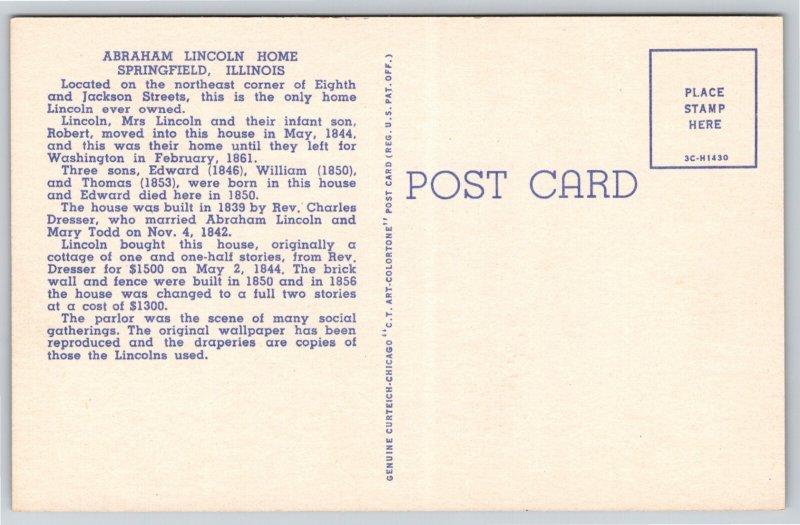 ABRAHAM LINCOLN HOME
SPRINGFIELD, ILLINOIS
Located on the northeast corner of Eighth
and Jackson Streets, this is the only home
Lincoln ever owned.
Lincoln, Mrs Lincoln and their infant son,
Robert, moved into this house in May, 1844,
and this was their home until they left for
Washington in February, 1861.
Three sons, Edward (1846), William (1850),
and Thomas (1853), were born in this house
and Edward died here in 1850.
The house was built in 1839 by Rev. Charles
Dresser, who married Abraham Lincoln and
Mary Todd on Nov. 4, 1842.
Lincoln bought this house, originally a
cottage of one and one-half stories, from Rev.
Dresser for $1500 on May 2, 1844. The brick
wall and fence were built in 1850 and in 1856
the house was changed to a full two stories
at a cost of $1300.
The parlor was the scene of many social
gatherings. The original wallpaper has been
reproduced and the draperies are copies of
those the Lincolns used.
GENUINE CURTEICH-CHICAGO "C.T. ART-COLORTONE" POST CARD (REG. U.S. PAT. OFF.)
POST CARD
PLACE
STAMP
HERE
3C-H1430